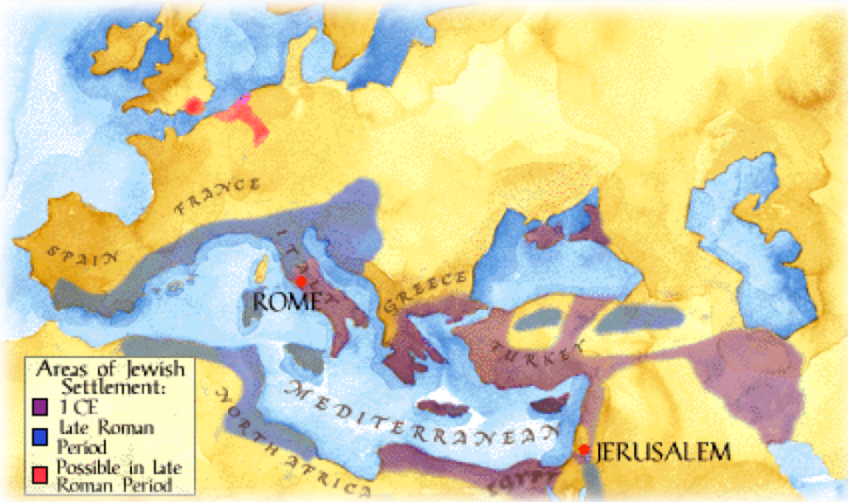 FRANCE
SPAIN
ITALY
ROME
GREECE
TURKEY
MEDITERRANEAN
NORTH AFRICA
EGYPT
JERUSALEM
Areas of Jewish
Settlement:
1 CE
Late Roman
Period
Possible in late
Roman Period